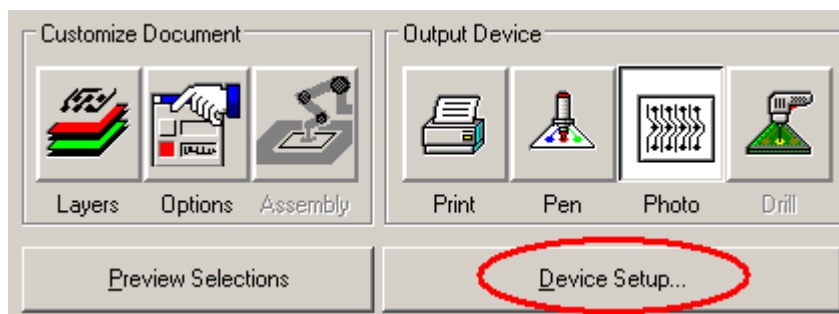 Customize Document
Output Device
Layers Options Assembly
Print Pen Photo Drill
Preview Selections
Device Setup...